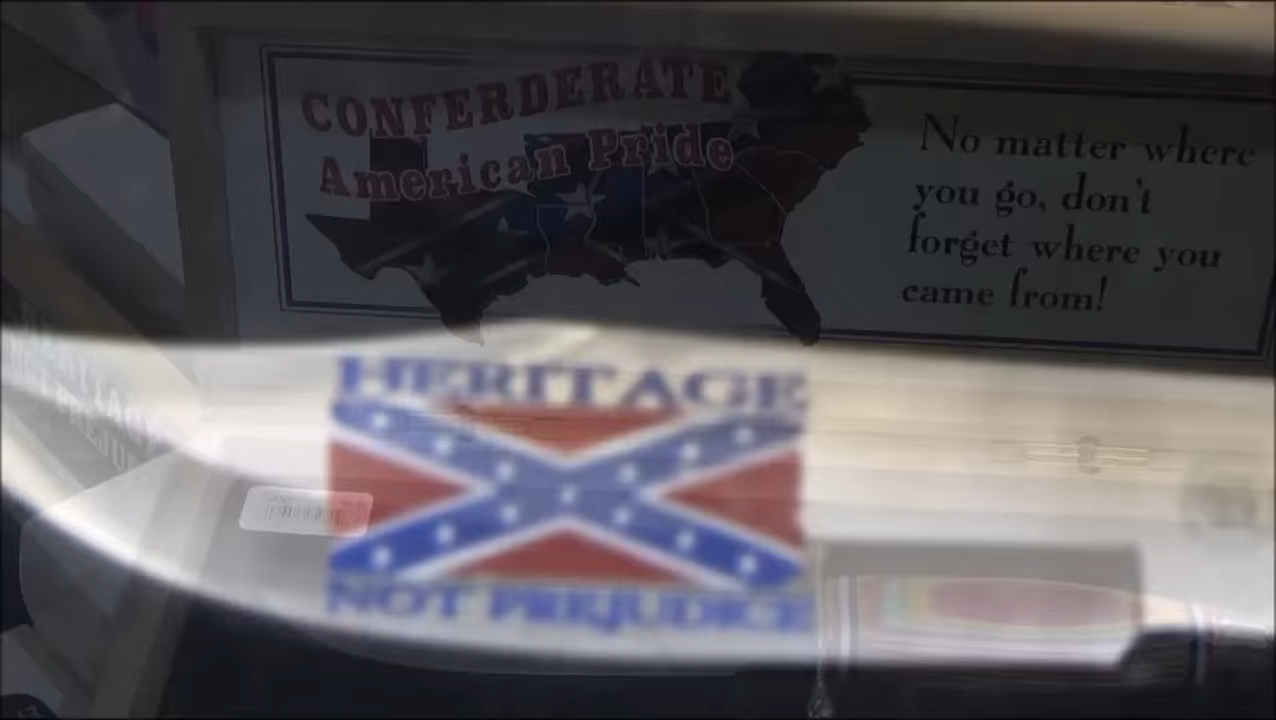 CONFERDERATE
American Pride
No matter where
you go, don't
forget where you
came from!
HERITAGE
NOT PREJUDICE